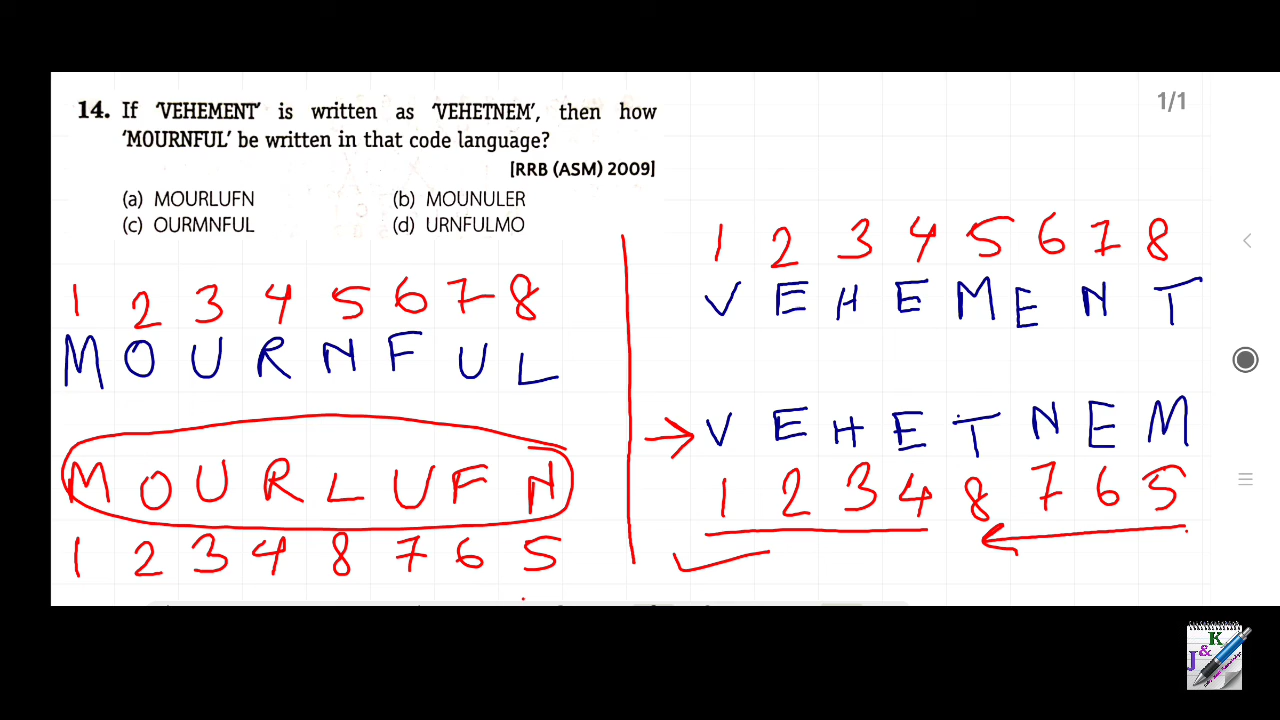 14. If 'VEHEMENT' is written as 'VEHETNEM', then how
'MOURNFUL' be written in that code language?
[RRB (ASM) 2009]
(a) MOURLUFN (b) MOUNULER
(c) OURMNFUL (d) URNFULMO
1/1
1 2 3 4 5 6 7 8
V E H E M E N T
→ V E H E T N E M
1 2 3 4 8 7 6 5
1 2 3 4 5 6 7 8
M O U R N F U L
M O U R L U F N
1 2 3 4 8 7 6 5
J & K